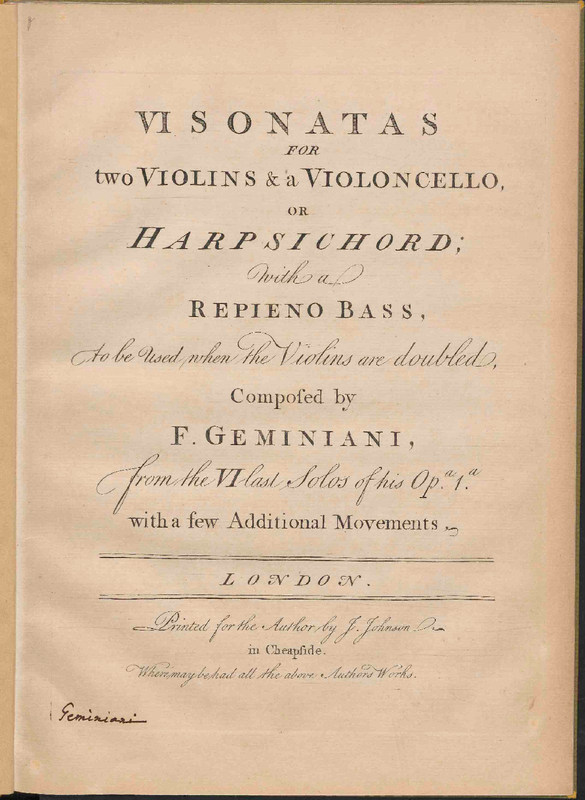 VI SONATAS
FOR
two VIOLINS & a VIOLONCELLO,
OR
HARPSICHORD;
With a
REPIENO BASS,
to be Used, when the Violins are doubled,
Compoſed by
F. GEMINIANI,
from the VI last Solos of his Op.ª 1.ª
with a few Additional Movements.
LONDON.
Printed for the Author, by J. Johnson
in Cheapſide.
Where may be had all the above Authors Works.
Geminiani